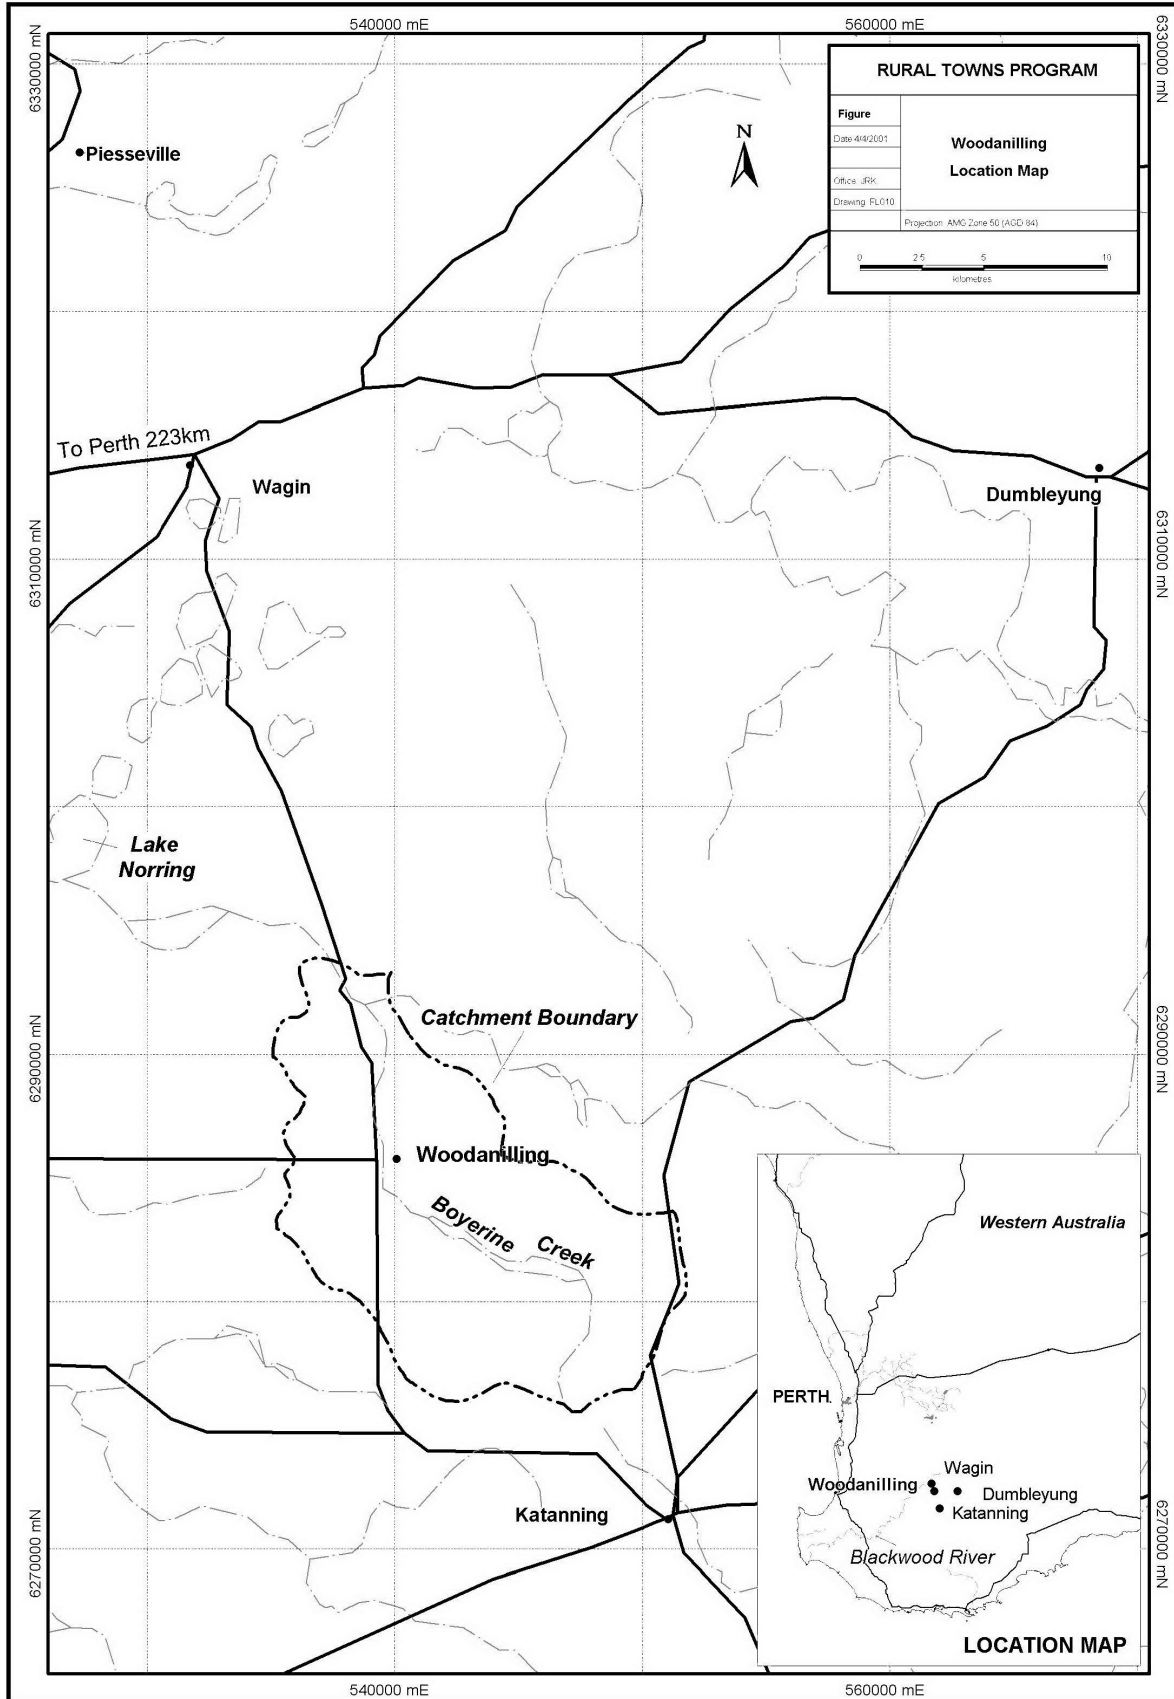 540000 mE
560000 mE
6330000 mN
6330000 mN
RURAL TOWNS PROGRAM
Figure
Date 4/4/2001
Woodanilling
Location Map
Office JRK
Drawing FL010
Projection AMG Zone 50 (AGD 84)
0 2.5 5 10
kilometres
N
Piesseville
To Perth 223km
Wagin
Dumbleyung
6310000 mN
6310000 mN
Lake
Norring
Catchment Boundary
6290000 mN
6290000 mN
Woodanilling
Boyerine Creek
Western Australia
PERTH.
Wagin
Woodanilling
Dumbleyung
Katanning
Katanning
Blackwood River
6270000 mN
6270000 mN
LOCATION MAP
540000 mE
560000 mE